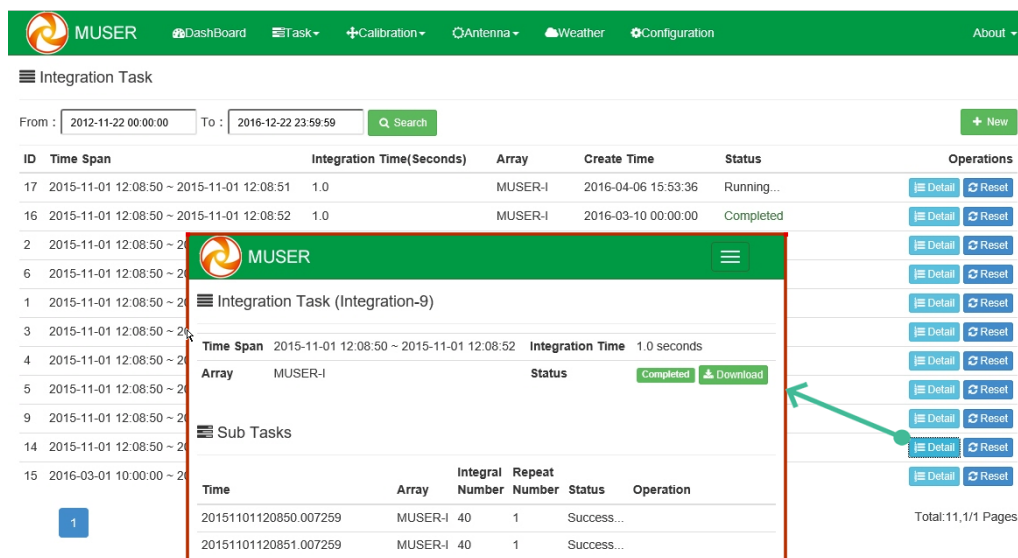 MUSER DashBoard Task Calibration Antenna Weather Configuration About
Integration Task
From : 2012-11-22 00:00:00 To : 2016-12-22 23:59:59 Search New
ID Time Span Integration Time(Seconds) Array Create Time Status Operations
17 2015-11-01 12:08:50 ~ 2015-11-01 12:08:51 1.0 MUSER-I 2016-04-06 15:53:36 Running... Detail Reset
16 2015-11-01 12:08:50 ~ 2015-11-01 12:08:52 1.0 MUSER-I 2016-03-10 00:00:00 Completed Detail Reset
2 2015-11-01 12:08:50 ~ Detail Reset
6 2015-11-01 12:08:50 ~ Detail Reset
1 2015-11-01 12:08:50 ~ Detail Reset
3 2015-11-01 12:08:50 ~ Detail Reset
4 2015-11-01 12:08:50 ~ Detail Reset
5 2015-11-01 12:08:50 ~ Detail Reset
9 2015-11-01 12:08:50 ~ Detail Reset
14 2015-11-01 12:08:50 ~ Detail Reset
15 2016-03-01 10:00:00 ~ Detail Reset
1
Total:11,1/1 Pages
MUSER
Integration Task (Integration-9)
Time Span 2015-11-01 12:08:50 ~ 2015-11-01 12:08:52 Integration Time 1.0 seconds
Array MUSER-I Status Completed Download
Sub Tasks
Time Array Integral Number Repeat Number Status Operation
20151101120850.007259 MUSER-I 40 1 Success...
20151101120851.007259 MUSER-I 40 1 Success...